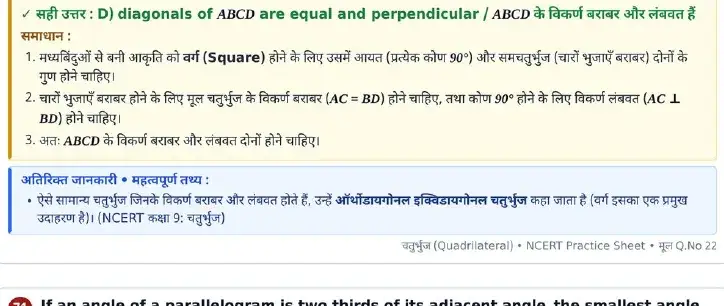 ✓ सही उत्तर : D) diagonals of ABCD are equal and perpendicular / ABCD के विकर्ण बराबर और लंबवत हैं
समाधान :
1. मध्यबिंदुओं से बनी आकृति को वर्ग (Square) होने के लिए उसमें आयत (प्रत्येक कोण 90°) और समचतुर्भुज (चारों भुजाएँ बराबर) दोनों के
गुण होने चाहिए।
2. चारों भुजाएँ बराबर होने के लिए मूल चतुर्भुज के विकर्ण बराबर (AC = BD) होने चाहिए, तथा कोण 90° होने के लिए विकर्ण लंबवत (AC ⊥
BD) होने चाहिए।
3. अतः ABCD के विकर्ण बराबर और लंबवत दोनों होने चाहिए।
अतिरिक्त जानकारी • महत्वपूर्ण तथ्य :
• ऐसे सामान्य चतुर्भुज जिनके विकर्ण बराबर और लंबवत होते हैं, उन्हें ऑर्थोडायगोनल इक्विडायगोनल चतुर्भुज कहा जाता है (वर्ग इसका एक प्रमुख
उदाहरण है)। (NCERT कक्षा 9: चतुर्भुज)
चतुर्भुज (Quadrilateral) • NCERT Practice Sheet • मूल Q.No 22
If an angle of a parallelogram is two thirds of its adjacent angle, the smallest angle